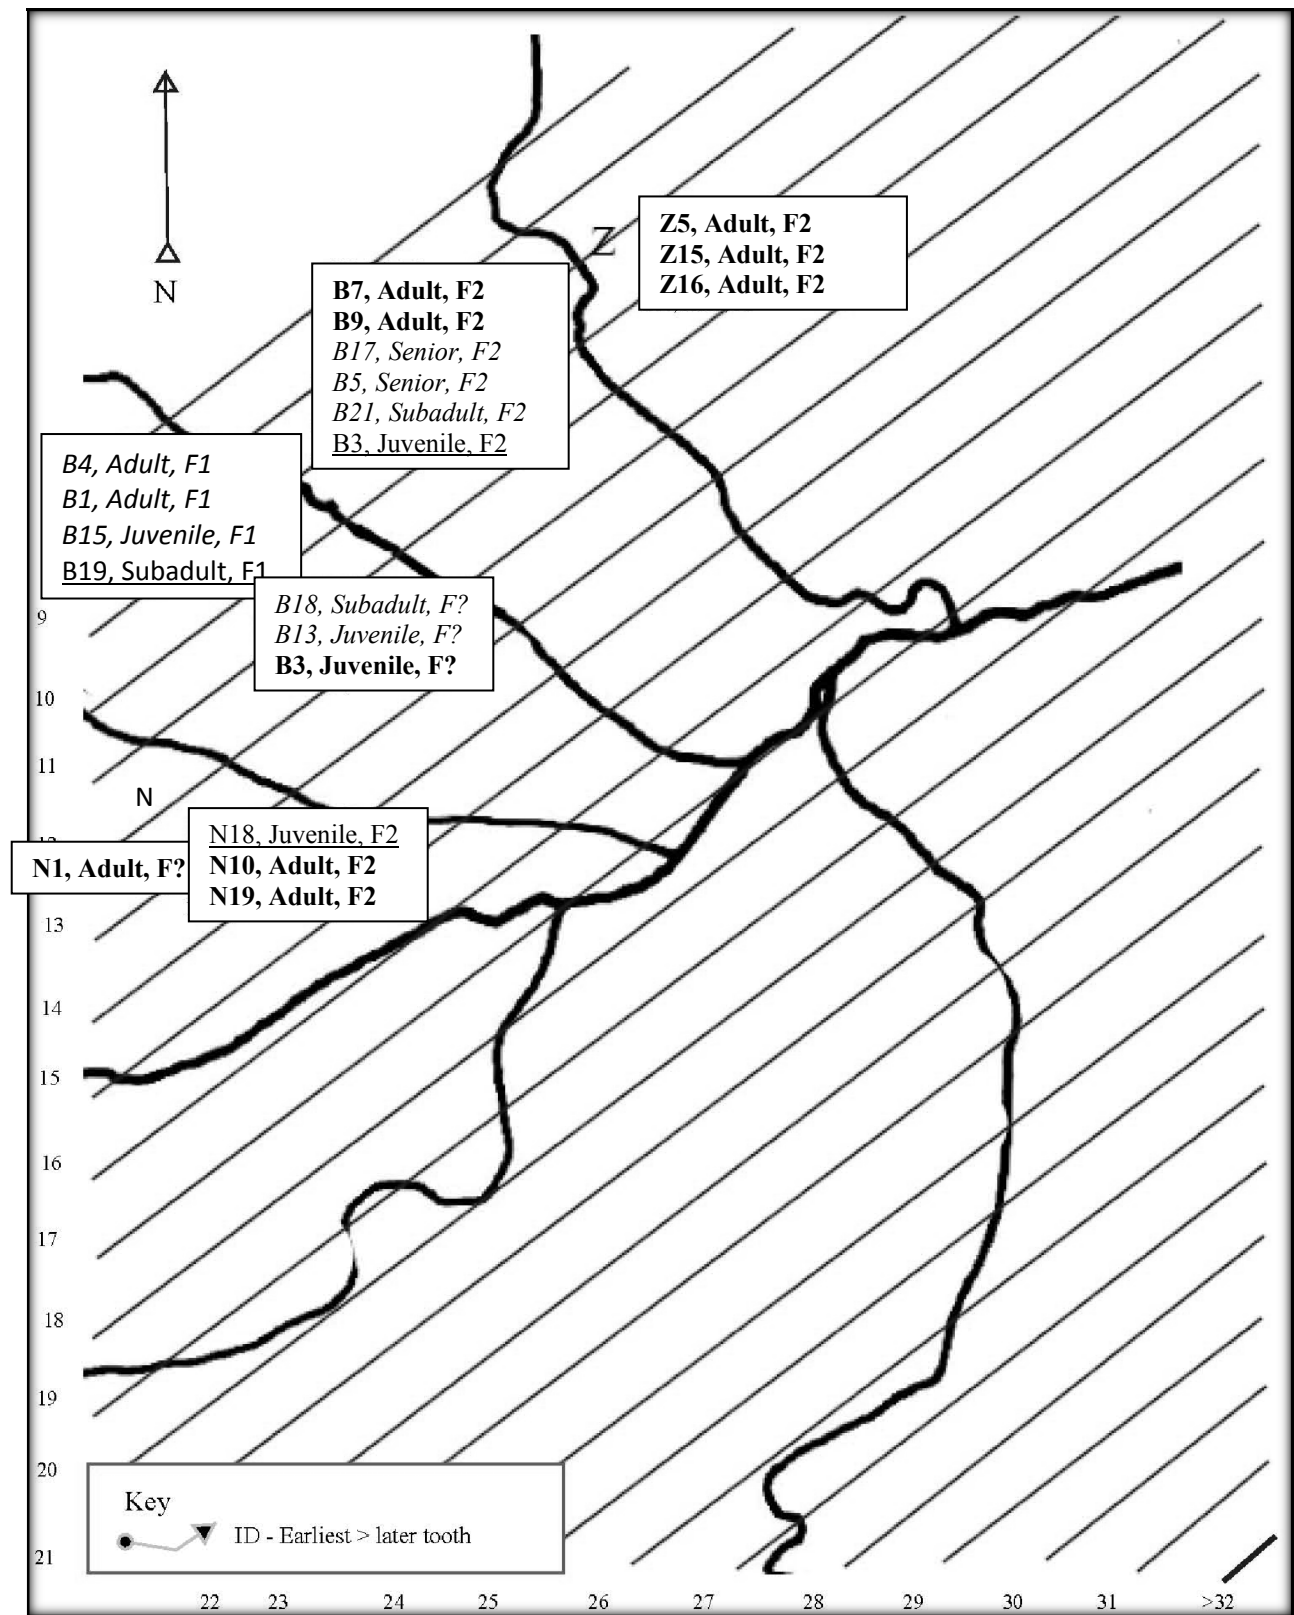 N
Z
Z5, Adult, F2
Z15, Adult, F2
Z16, Adult, F2
B7, Adult, F2
B9, Adult, F2
B17, Senior, F2
B5, Senior, F2
B21, Subadult, F2
B3, Juvenile, F2
B4, Adult, F1
B1, Adult, F1
B15, Juvenile, F1
B19, Subadult, F1
B18, Subadult, F?
B13, Juvenile, F?
B3, Juvenile, F?
9
10
11
N
N18, Juvenile, F2
N10, Adult, F2
N19, Adult, F2
N1, Adult, F?
13
14
15
16
17
18
19
20
21
Key
ID - Earliest > later tooth
22 23 24 25 26 27 28 29 30 31 >32